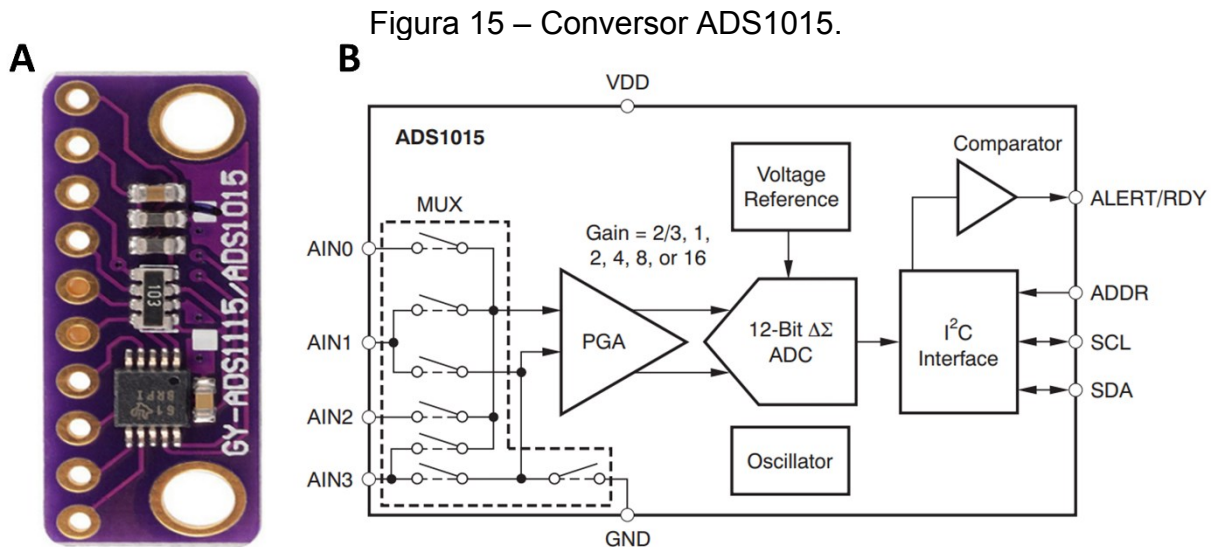 Figura 15 – Conversor ADS1015.
A
103
61
BRPI
GY-ADS1115/ADS1015
B
VDD
ADS1015
Comparator
Voltage
Reference
ALERT/RDY
MUX
Gain = 2/3, 1,
2, 4, 8, or 16
AIN0
ADDR
AIN1
PGA
12-Bit ΔΣ
ADC
I²C
Interface
SCL
AIN2
SDA
AIN3
Oscillator
GND